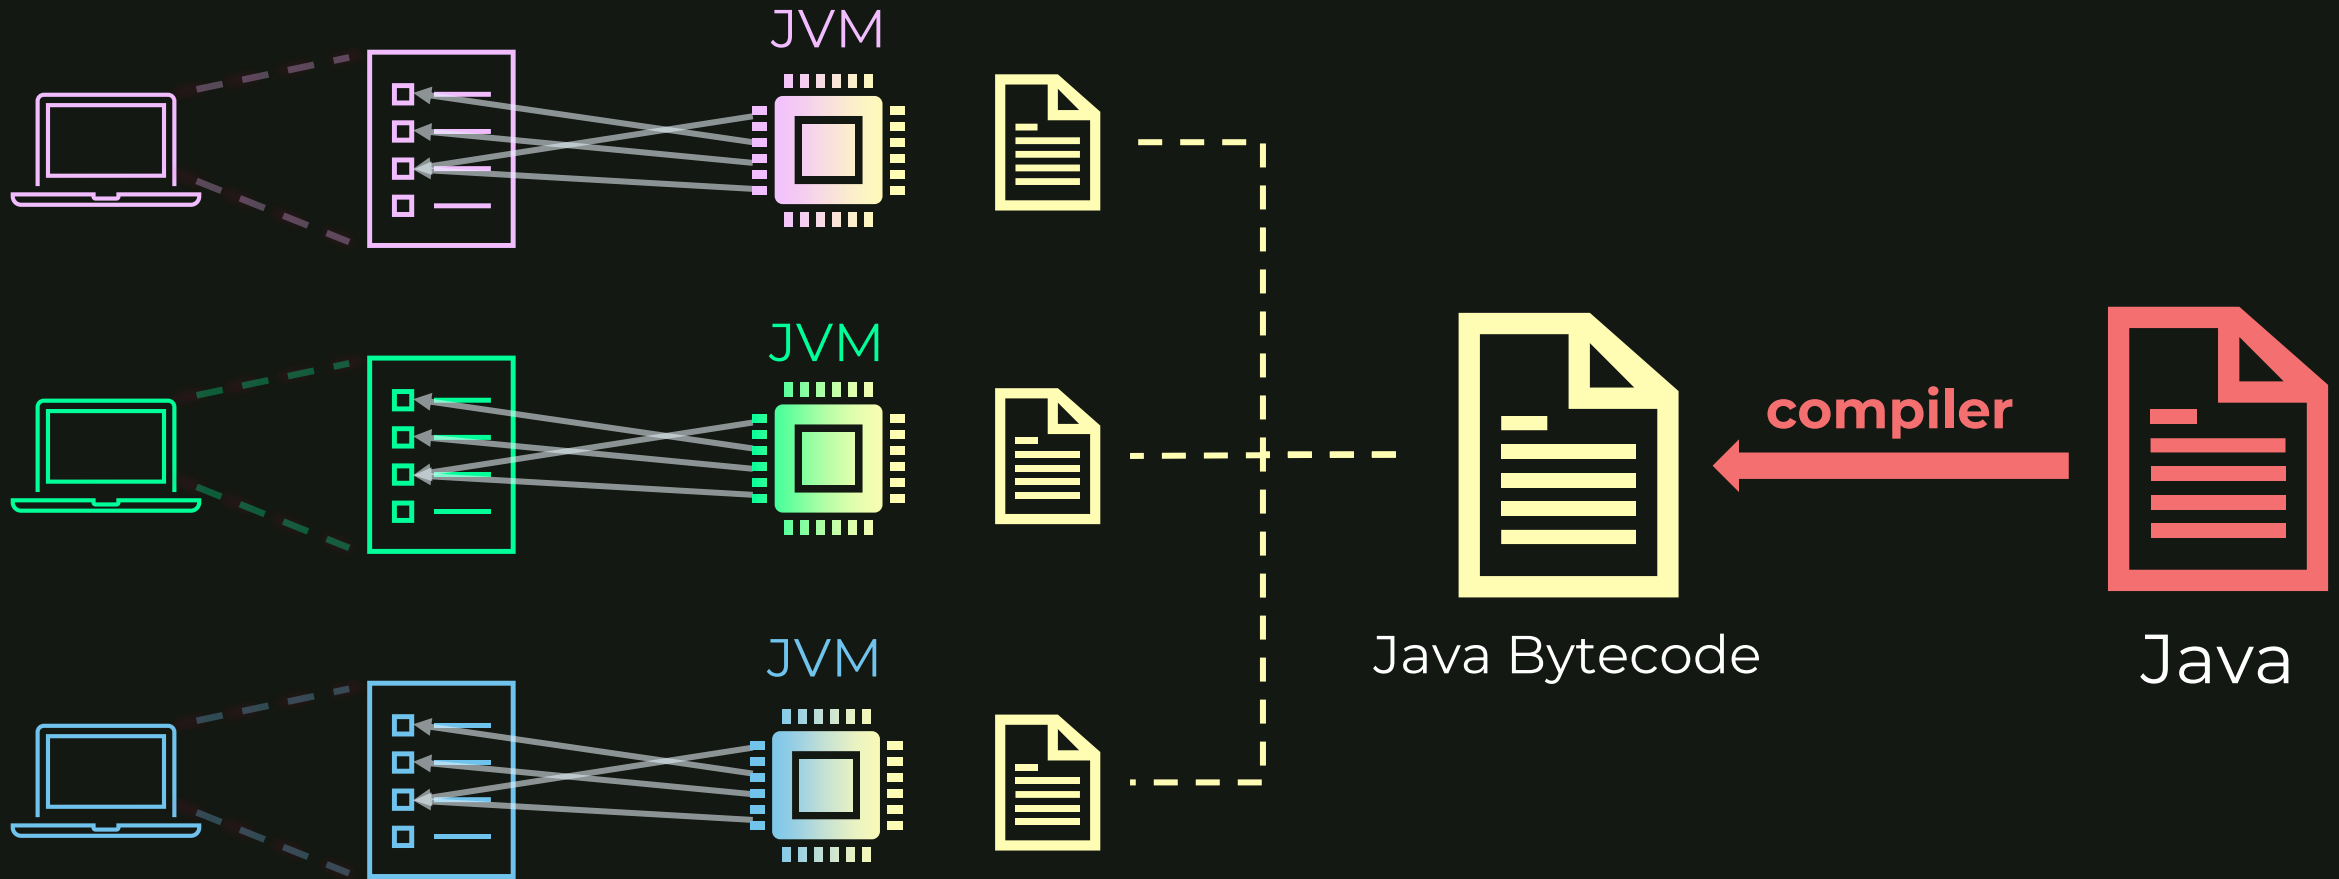 JVM
JVM
compiler
JVM
Java Bytecode
Java